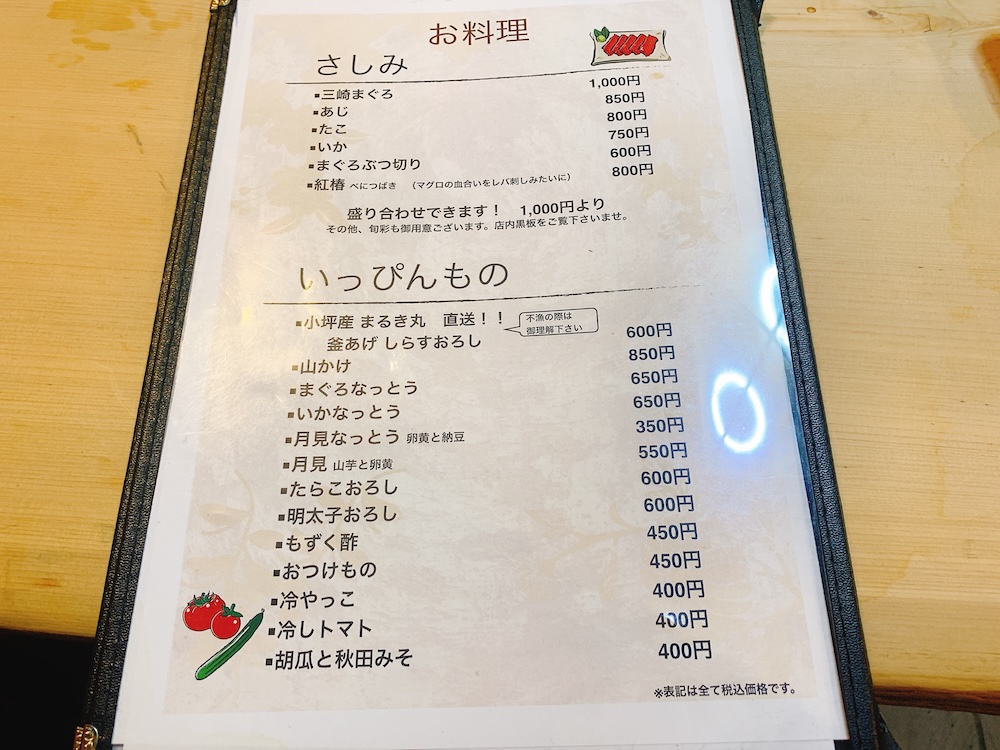 お料理
さしみ
▪三崎まぐろ 1,000円
▪あじ 850円
▪たこ 800円
▪いか 750円
▪まぐろぶつ切り 600円
▪紅椿 べにつばき （マグロの血合いをレバ刺しみたいに） 800円
盛り合わせできます！ 1,000円より
その他、旬彩も御用意ございます。店内黒板をご覧下さいませ。
いっぴんもの
▪小坪産 まるき丸 直送！！
不漁の際は
御理解下さい
釜あげ しらすおろし 600円
▪山かけ 850円
▪まぐろなっとう 650円
▪いかなっとう 650円
▪月見なっとう 卵黄と納豆 350円
▪月見 山芋と卵黄 550円
▪たらこおろし 600円
▪明太子おろし 600円
▪もずく酢 450円
▪おつけもの 450円
▪冷やっこ 400円
▪冷しトマト 400円
▪胡瓜と秋田みそ 400円
※表記は全て税込価格です。